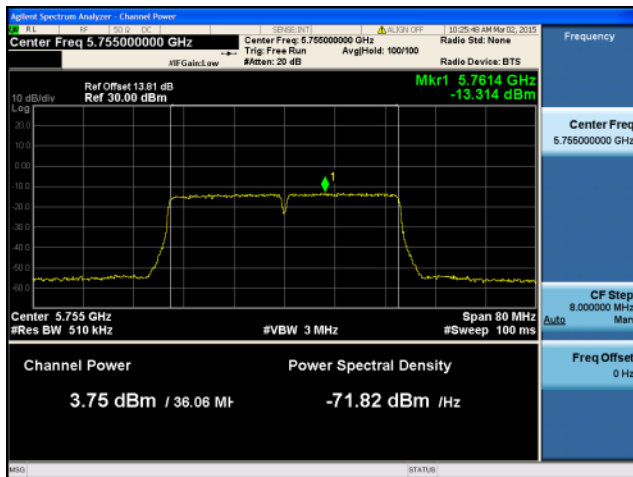 Agilent Spectrum Analyzer - Channel Power
RL RF 50 Ω DC SENSE:INT ALIGN OFF 10:25:48 AM Mar 02, 2015
Center Freq 5.755000000 GHz
Center Freq: 5.755000000 GHz
Radio Std: None
Trig: Free Run Avg|Hold: 100/100
#IFGain:Low #Atten: 20 dB Radio Device: BTS
Ref Offset 13.81 dB
10 dB/div Ref 30.00 dBm
Mkr1 5.7614 GHz
-13.314 dBm
Log
20.0
10.0
0.00
-10.0
-20.0
-30.0
-40.0
-50.0
-60.0
1
Center 5.755 GHz Span 80 MHz
#Res BW 510 kHz #VBW 3 MHz #Sweep 100 ms
Channel Power Power Spectral Density
3.75 dBm / 36.06 MH -71.82 dBm /Hz
MSG STATUS
Frequency
Center Freq
5.755000000 GHz
CF Step
8.000000 MHz
Auto Man
Freq Offset
0 Hz